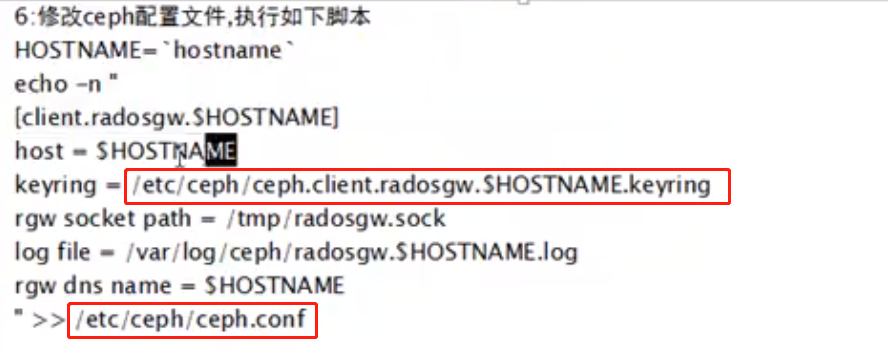 6:修改ceph配置文件,执行如下脚本
HOSTNAME=`hostname`
echo -n "
[client.radosgw.$HOSTNAME]
host = $HOSTNAME
keyring = /etc/ceph/ceph.client.radosgw.$HOSTNAME.keyring
rgw socket path = /tmp/radosgw.sock
log file = /var/log/ceph/radosgw.$HOSTNAME.log
rgw dns name = $HOSTNAME
" >> /etc/ceph/ceph.conf